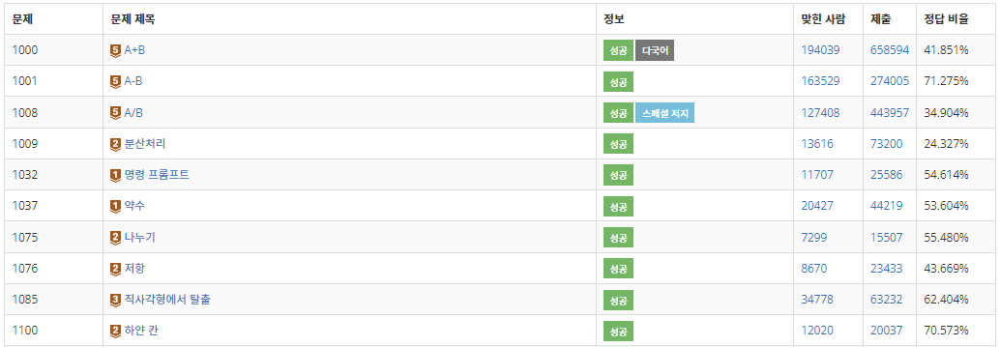 문제 문제 제목 정보 맞힌 사람 제출 정답 비율
1000 5 A+B 성공 다국어 194039 658594 41.851%
1001 5 A-B 성공 163529 274005 71.275%
1008 5 A/B 성공 스페셜 저지 127408 443957 34.904%
1009 2 분산처리 성공 13616 73200 24.327%
1032 1 명령 프롬프트 성공 11707 25586 54.614%
1037 1 약수 성공 20427 44219 53.604%
1075 2 나누기 성공 7299 15507 55.480%
1076 2 저항 성공 8670 23433 43.669%
1085 3 직사각형에서 탈출 성공 34778 63232 62.404%
1100 2 하얀 칸 성공 12020 20037 70.573%